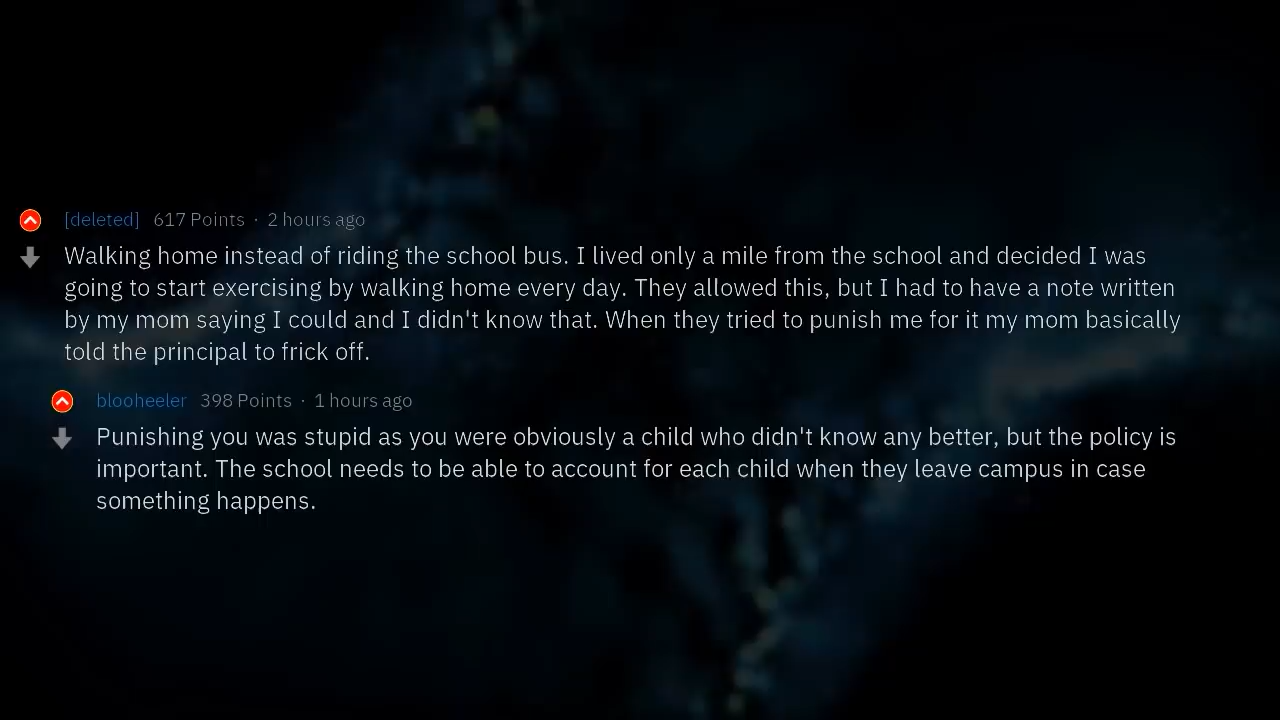 [deleted] 617 Points · 2 hours ago
Walking home instead of riding the school bus. I lived only a mile from the school and decided I was
going to start exercising by walking home every day. They allowed this, but I had to have a note written
by my mom saying I could and I didn't know that. When they tried to punish me for it my mom basically
told the principal to frick off.
blooheeler 398 Points · 1 hours ago
Punishing you was stupid as you were obviously a child who didn't know any better, but the policy is
important. The school needs to be able to account for each child when they leave campus in case
something happens.